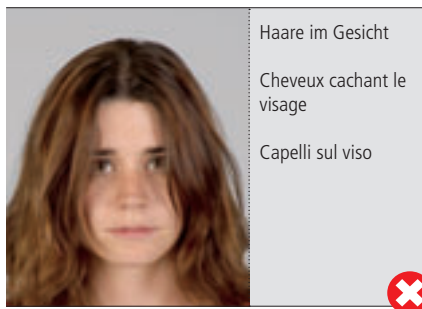 Haare im Gesicht
Cheveux cachant le
visage
Capelli sul viso